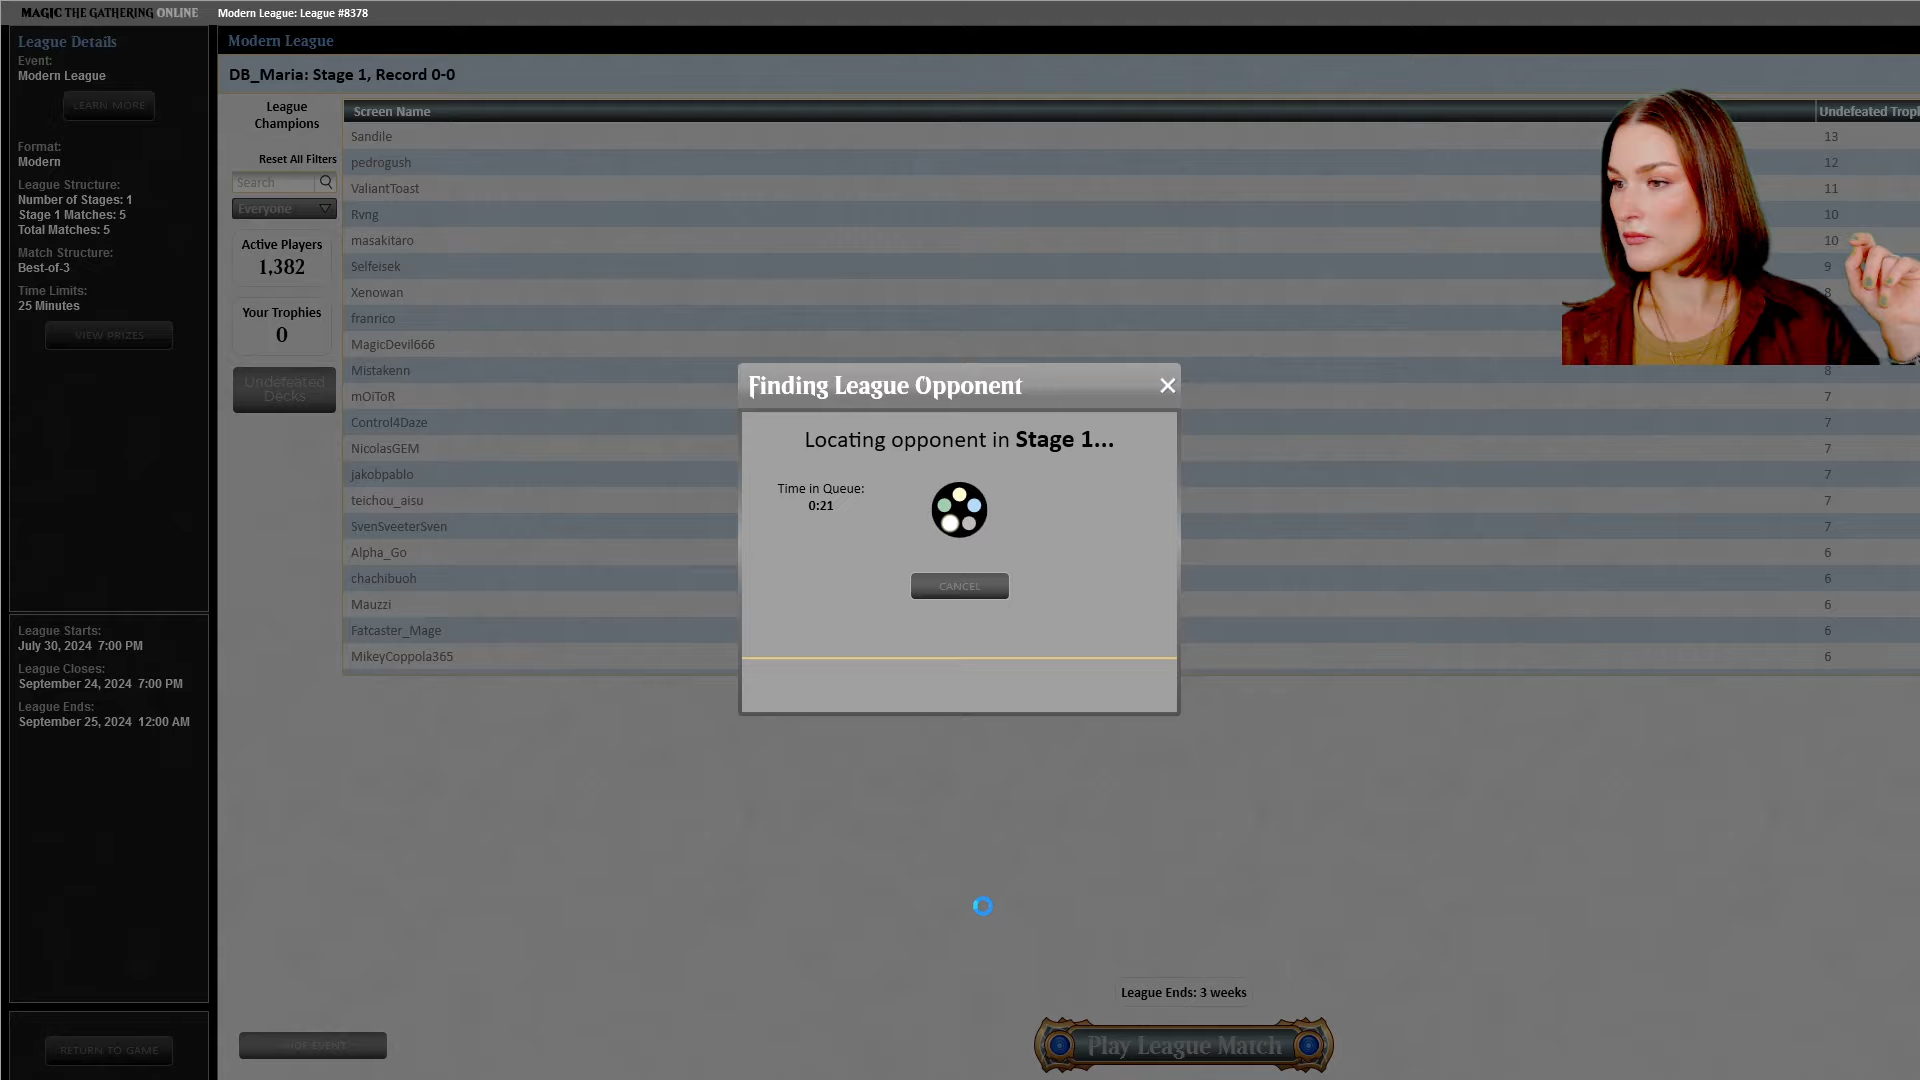 MAGIC THE GATHERING ONLINE
Modern League: League #8378
League Details
Event:
Modern League
LEARN MORE
Format:
Modern
League Structure:
Number of Stages: 1
Stage 1 Matches: 5
Total Matches: 5
Match Structure:
Best-of-3
Time Limits:
25 Minutes
VIEW PRIZES
League Starts:
July 30, 2024 7:00 PM
League Closes:
September 24, 2024 7:00 PM
League Ends:
September 25, 2024 12:00 AM
RETURN TO GAME
Modern League
DB_Maria: Stage 1, Record 0-0
League
Champions
Reset All Filters
Search
Everyone
Active Players
1,382
Your Trophies
0
Undefeated
Decks
Screen Name
Undefeated Trop
Sandile 13
pedrogush 12
ValiantToast 11
Rvng 10
masakitaro 10
Selfeisek 9
Xenowan 8
franrico
MagicDevil666
Mistakenn 8
mOiToR 7
Control4Daze 7
NicolasGEM 7
jakobpablo 7
teichou_aisu 7
SvenSveeterSven 7
Alpha_Go 6
chachibuoh 6
Mauzzi 6
Fatcaster_Mage 6
MikeyCoppola365 6
Finding League Opponent
Locating opponent in Stage 1...
Time in Queue:
0:21
CANCEL
League Ends: 3 weeks
EVENT
Play League Match